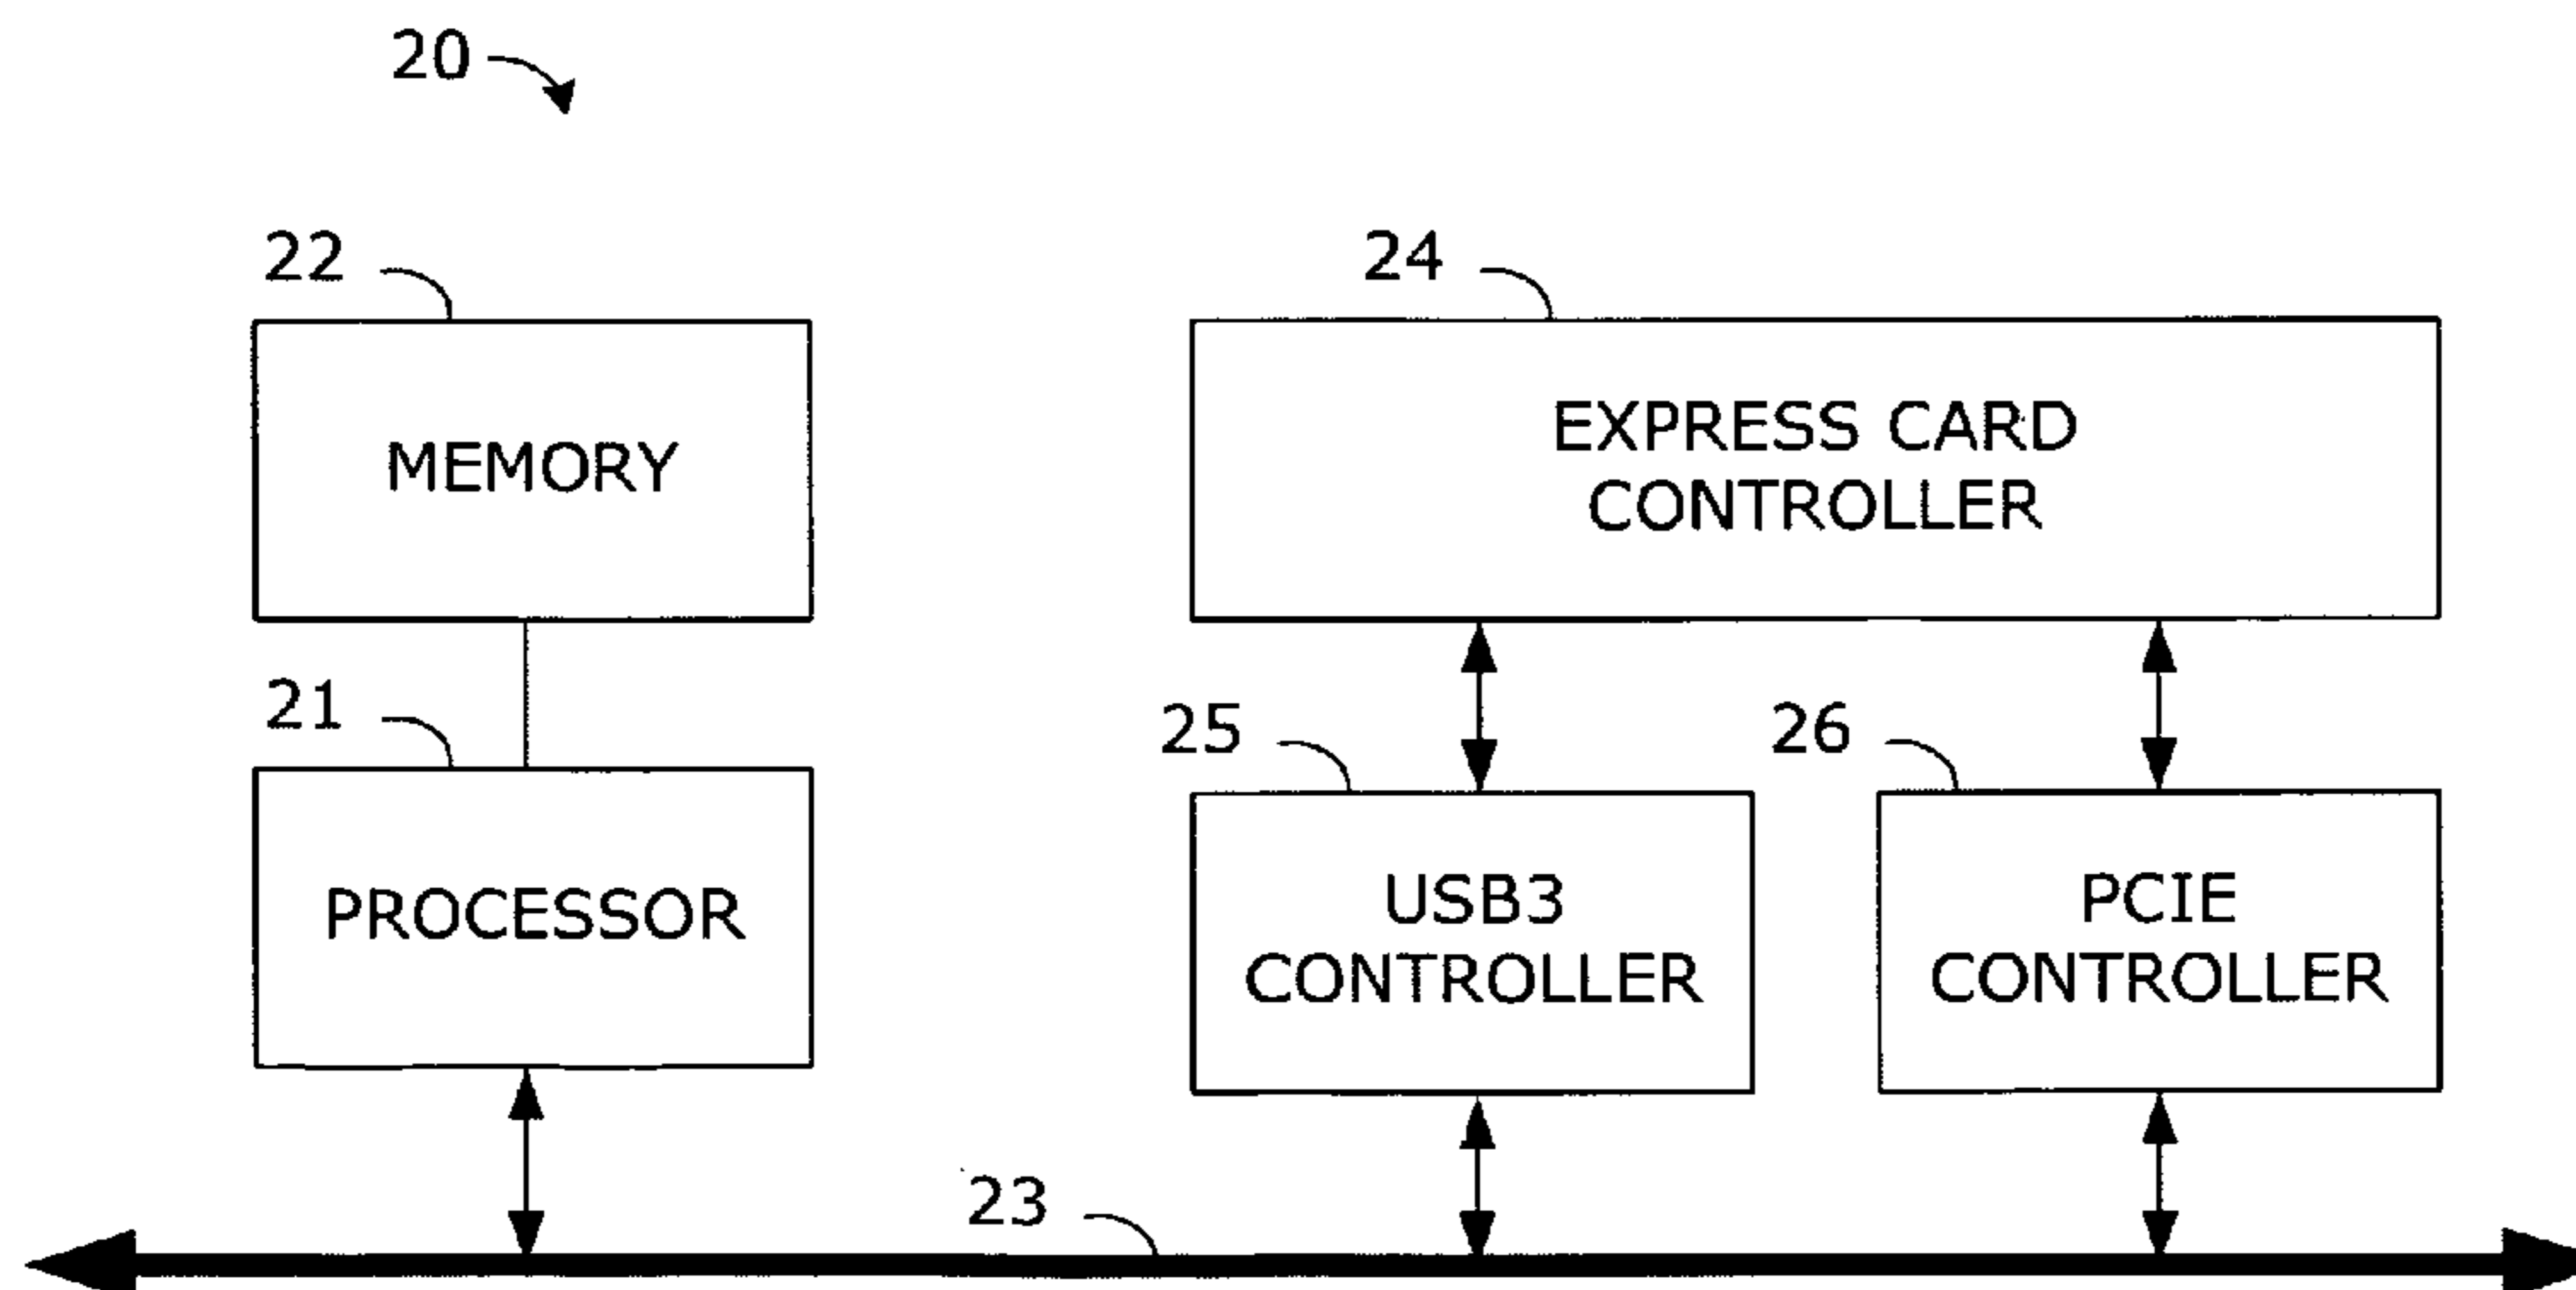 20
22
24
MEMORY
EXPRESS CARD
CONTROLLER
21
25
26
PROCESSOR
USB3
CONTROLLER
PCIE
CONTROLLER
23